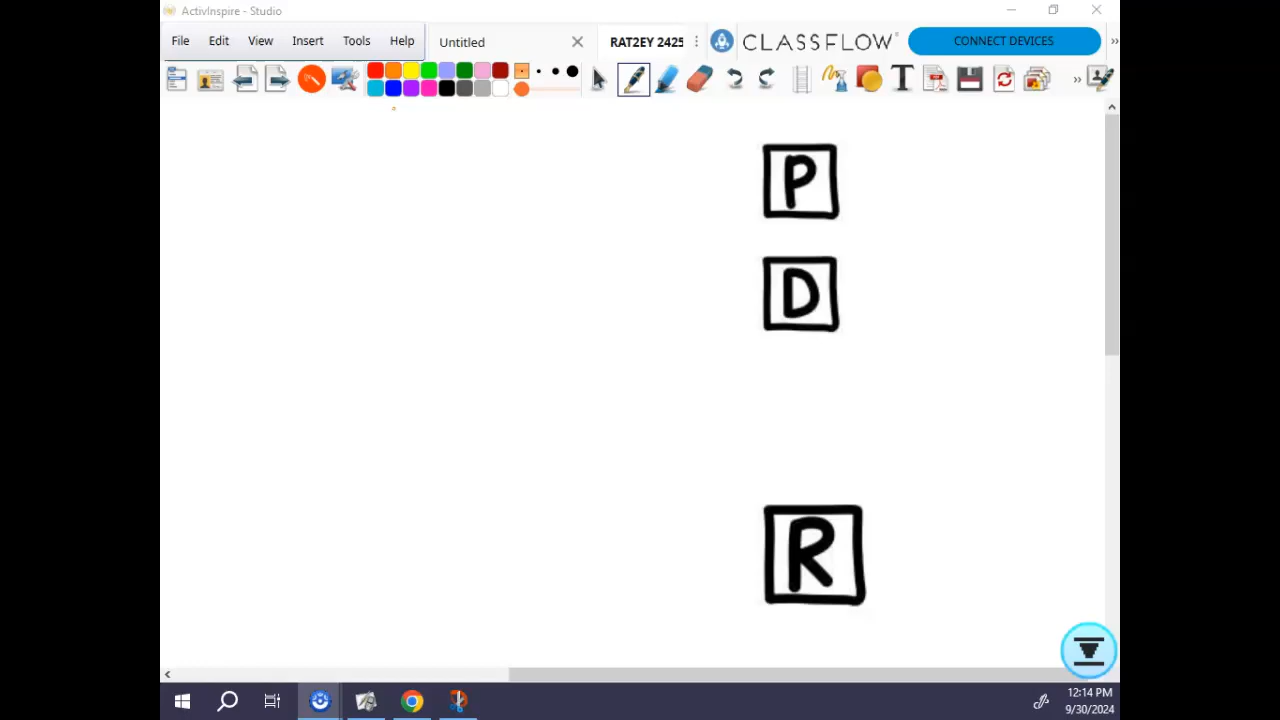 ActivInspire - Studio
File Edit View Insert Tools Help
Untitled
RAT2EY 2425
CLASSFLOW
CONNECT DEVICES
T
P
D
R
12:14 PM
9/30/2024